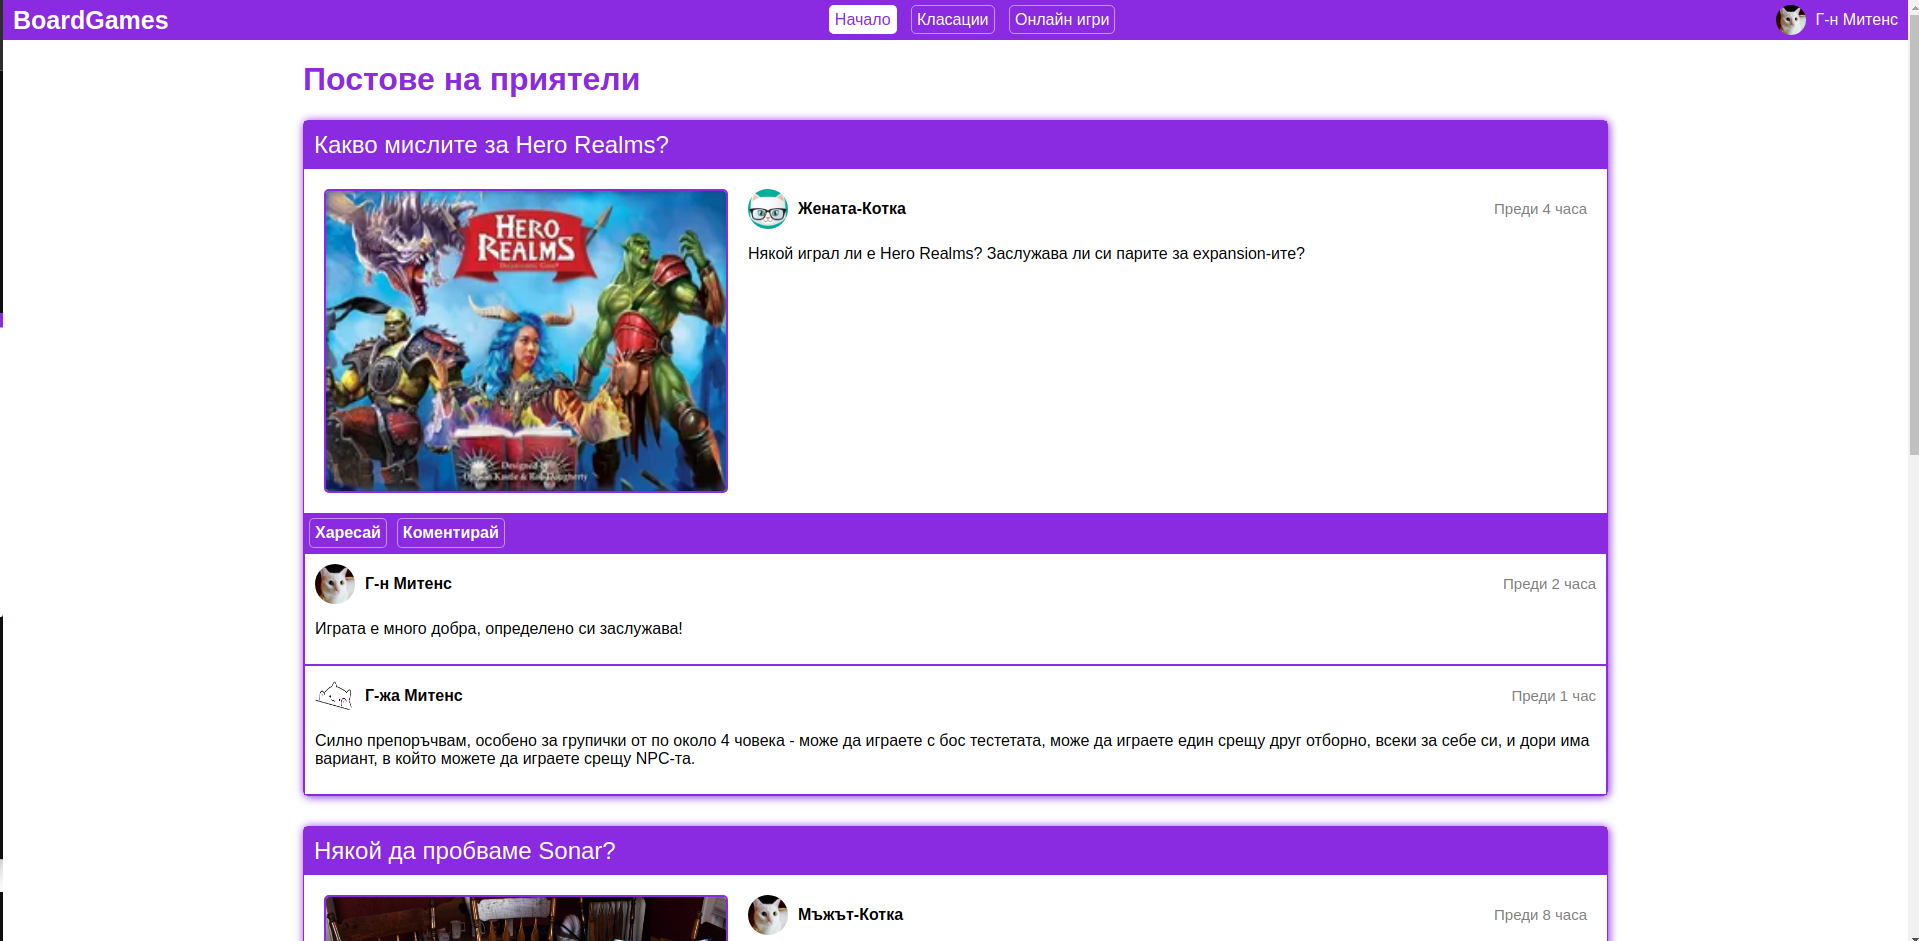 BoardGames
Начало
Класации
Онлайн игри
Г-н Митенс
Постове на приятели
Какво мислите за Hero Realms?
HERO
REALMS
Жената-Котка
Преди 4 часа
Някой играл ли е Hero Realms? Заслужава ли си парите за expansion-ите?
Харесай
Коментирай
Г-н Митенс
Преди 2 часа
Играта е много добра, определено си заслужава!
Г-жа Митенс
Преди 1 час
Силно препоръчвам, особено за групички от по около 4 човека - може да играете с бос тестетата, може да играете един срещу друг отборно, всеки за себе си, и дори има
вариант, в който можете да играете срещу NPC-та.
Някой да пробваме Sonar?
Мъжът-Котка
Преди 8 часа